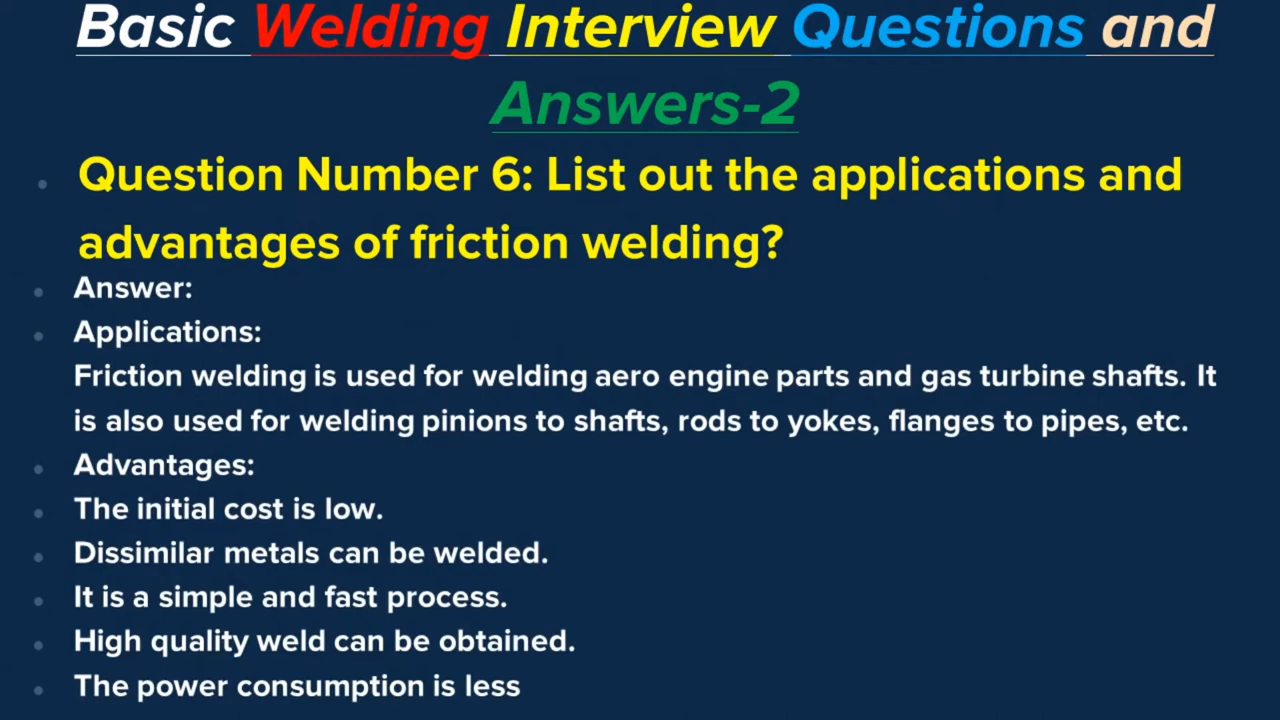 Basic Welding Interview Questions and
Answers-2
Question Number 6: List out the applications and
advantages of friction welding?
Answer:
Applications:
Friction welding is used for welding aero engine parts and gas turbine shafts. It
is also used for welding pinions to shafts, rods to yokes, flanges to pipes, etc.
Advantages:
The initial cost is low.
Dissimilar metals can be welded.
It is a simple and fast process.
High quality weld can be obtained.
The power consumption is less